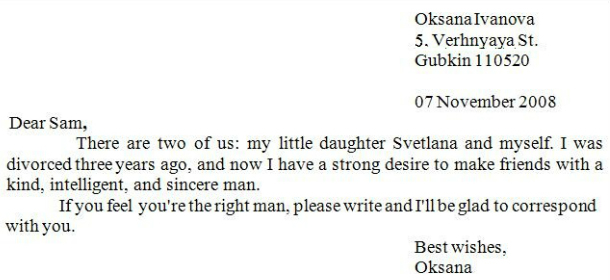 Oksana Ivanova
5. Verhnyaya St.
Gubkin 110520
07 November 2008
Dear Sam,
There are two of us: my little daughter Svetlana and myself. I was
divorced three years ago, and now I have a strong desire to make friends with a
kind, intelligent, and sincere man.
If you feel you're the right man, please write and I'll be glad to correspond
with you.
Best wishes,
Oksana